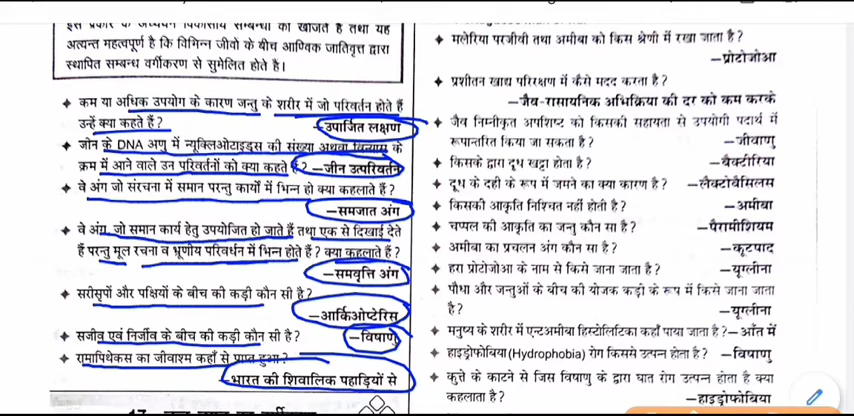 इस प्रकार के अध्ययन विकासीय सम्बन्धों को खोजते हैं तथा यह
अत्यन्त महत्वपूर्ण है कि विभिन्न जीवों के बीच आण्विक जातिवृत्त द्वारा
स्थापित सम्बन्ध वर्गीकरण से सुमेलित होते है।
कम या अधिक उपयोग के कारण जन्तु के शरीर में जो परिवर्तन होते हैं
उन्हें क्या कहते हैं? –उपार्जित लक्षण
जीन के DNA अणु में न्यूक्लिओटाइड्स की संख्या अथवा विन्यास के
क्रम में आने वाले उन परिवर्तनों को क्या कहते हैं? –जीन उत्परिवर्तन
वे अंग जो संरचना में समान परन्तु कार्यों में भिन्न हो क्या कहलाते हैं?
–समजात अंग
वे अंग, जो समान कार्य हेतु उपयोजित हो जाते हैं तथा एक से दिखाई देते
हैं परन्तु मूल रचना व भ्रूणीय परिवर्धन में भिन्न होते हैं? क्या कहलाते हैं?
–समवृत्ति अंग
सरीसृपों और पक्षियों के बीच की कड़ी कौन सी है?
–आर्किओप्टेरिस
सजीव एवं निर्जीव के बीच की कड़ी कौन सी है? –विषाणु
रामापिथेकस का जीवाश्म कहाँ से प्राप्त हुआ?
–भारत की शिवालिक पहाड़ियों से
मलेरिया परजीवी तथा अमीबा को किस श्रेणी में रखा जाता है?
–प्रोटोजोआ
प्रशीतन खाद्य परिरक्षण में कैसे मदद करता है?
–जैव-रासायनिक अभिक्रिया की दर को कम करके
जैव निम्नीकृत अपशिष्ट को किसकी सहायता से उपयोगी पदार्थ में
रूपान्तरित किया जा सकता है? –जीवाणु
किसके द्वारा दूध खट्टा होता है? –बैक्टीरिया
दूध के दही के रूप में जमने का क्या कारण है? –लैक्टोबैसिलस
किसकी आकृति निश्चित नहीं होती है? –अमीबा
चप्पल की आकृति का जन्तु कौन सा है? –पैरामीशियम
अमीबा का प्रचलन अंग कौन सा है? –कूटपाद
हरा प्रोटोजोआ के नाम से किसे जाना जाता है? –यूग्लीना
पौधा और जन्तुओं के बीच की योजक कड़ी के रूप में किसे जाना जाता
है? –यूग्लीना
मनुष्य के शरीर में एन्टअमीबा हिस्टोलिटिका कहाँ पाया जाता है?–आँत में
हाइड्रोफोबिया(Hydrophobia) रोग किससे उत्पन्न होता है? –विषाणु
कुत्ते के काटने से जिस विषाणु के द्वारा घात रोग उत्पन्न होता है क्या
कहलाता है? –हाइड्रोफोबिया